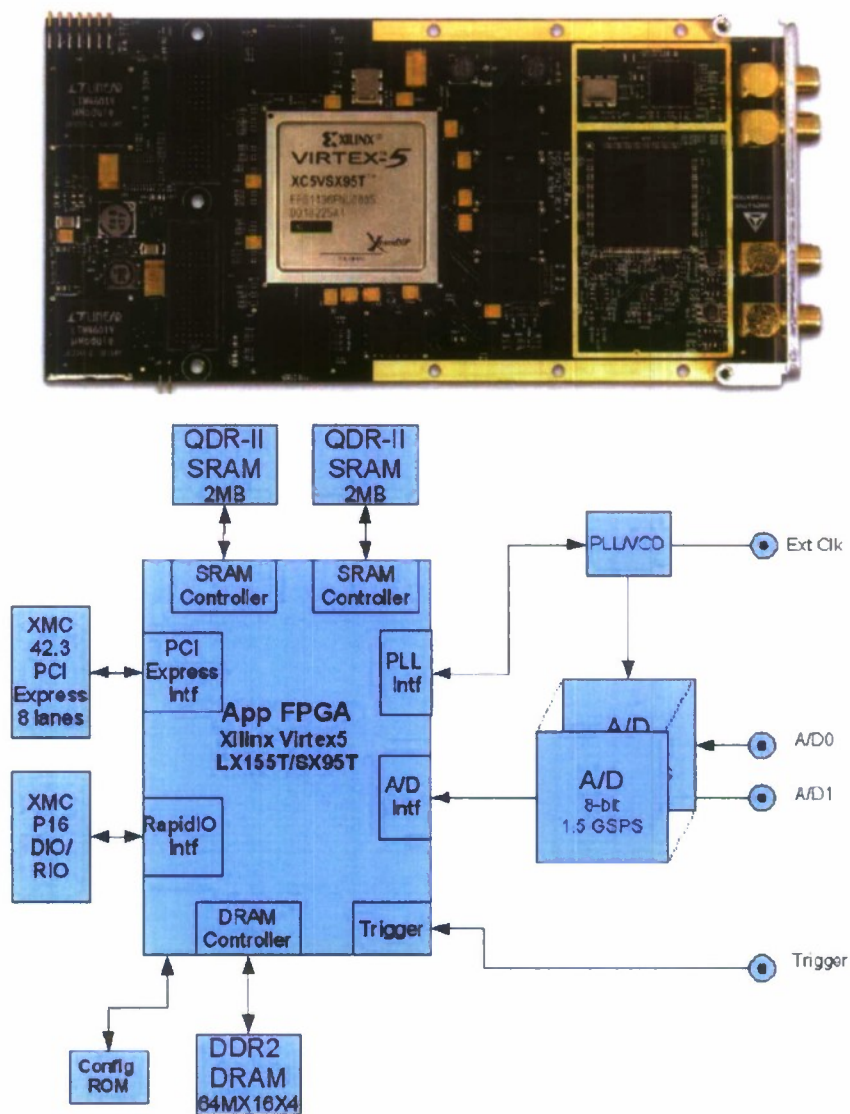 XILINX®
VIRTEX-5
XC5VSX95T™
QDR-II
SRAM
2MB
QDR-II
SRAM
2MB
PLL/VCO
Ext Clk
SRAM
Controller
SRAM
Controller
XMC
42.3
PCI
Express
8 lanes
PCI
Express
Intf
PLL
Intf
App FPGA
Xilinx Virtex5
LX155T/SX95T
A/D
A/D0
A/D
8-bit
1.5 GSPS
A/D1
A/D
Intf
XMC
P16
DIO/
RIO
RapidIO
Intf
DRAM
Controller
Trigger
Trigger
Config
ROM
DDR2
DRAM
64MX16X4